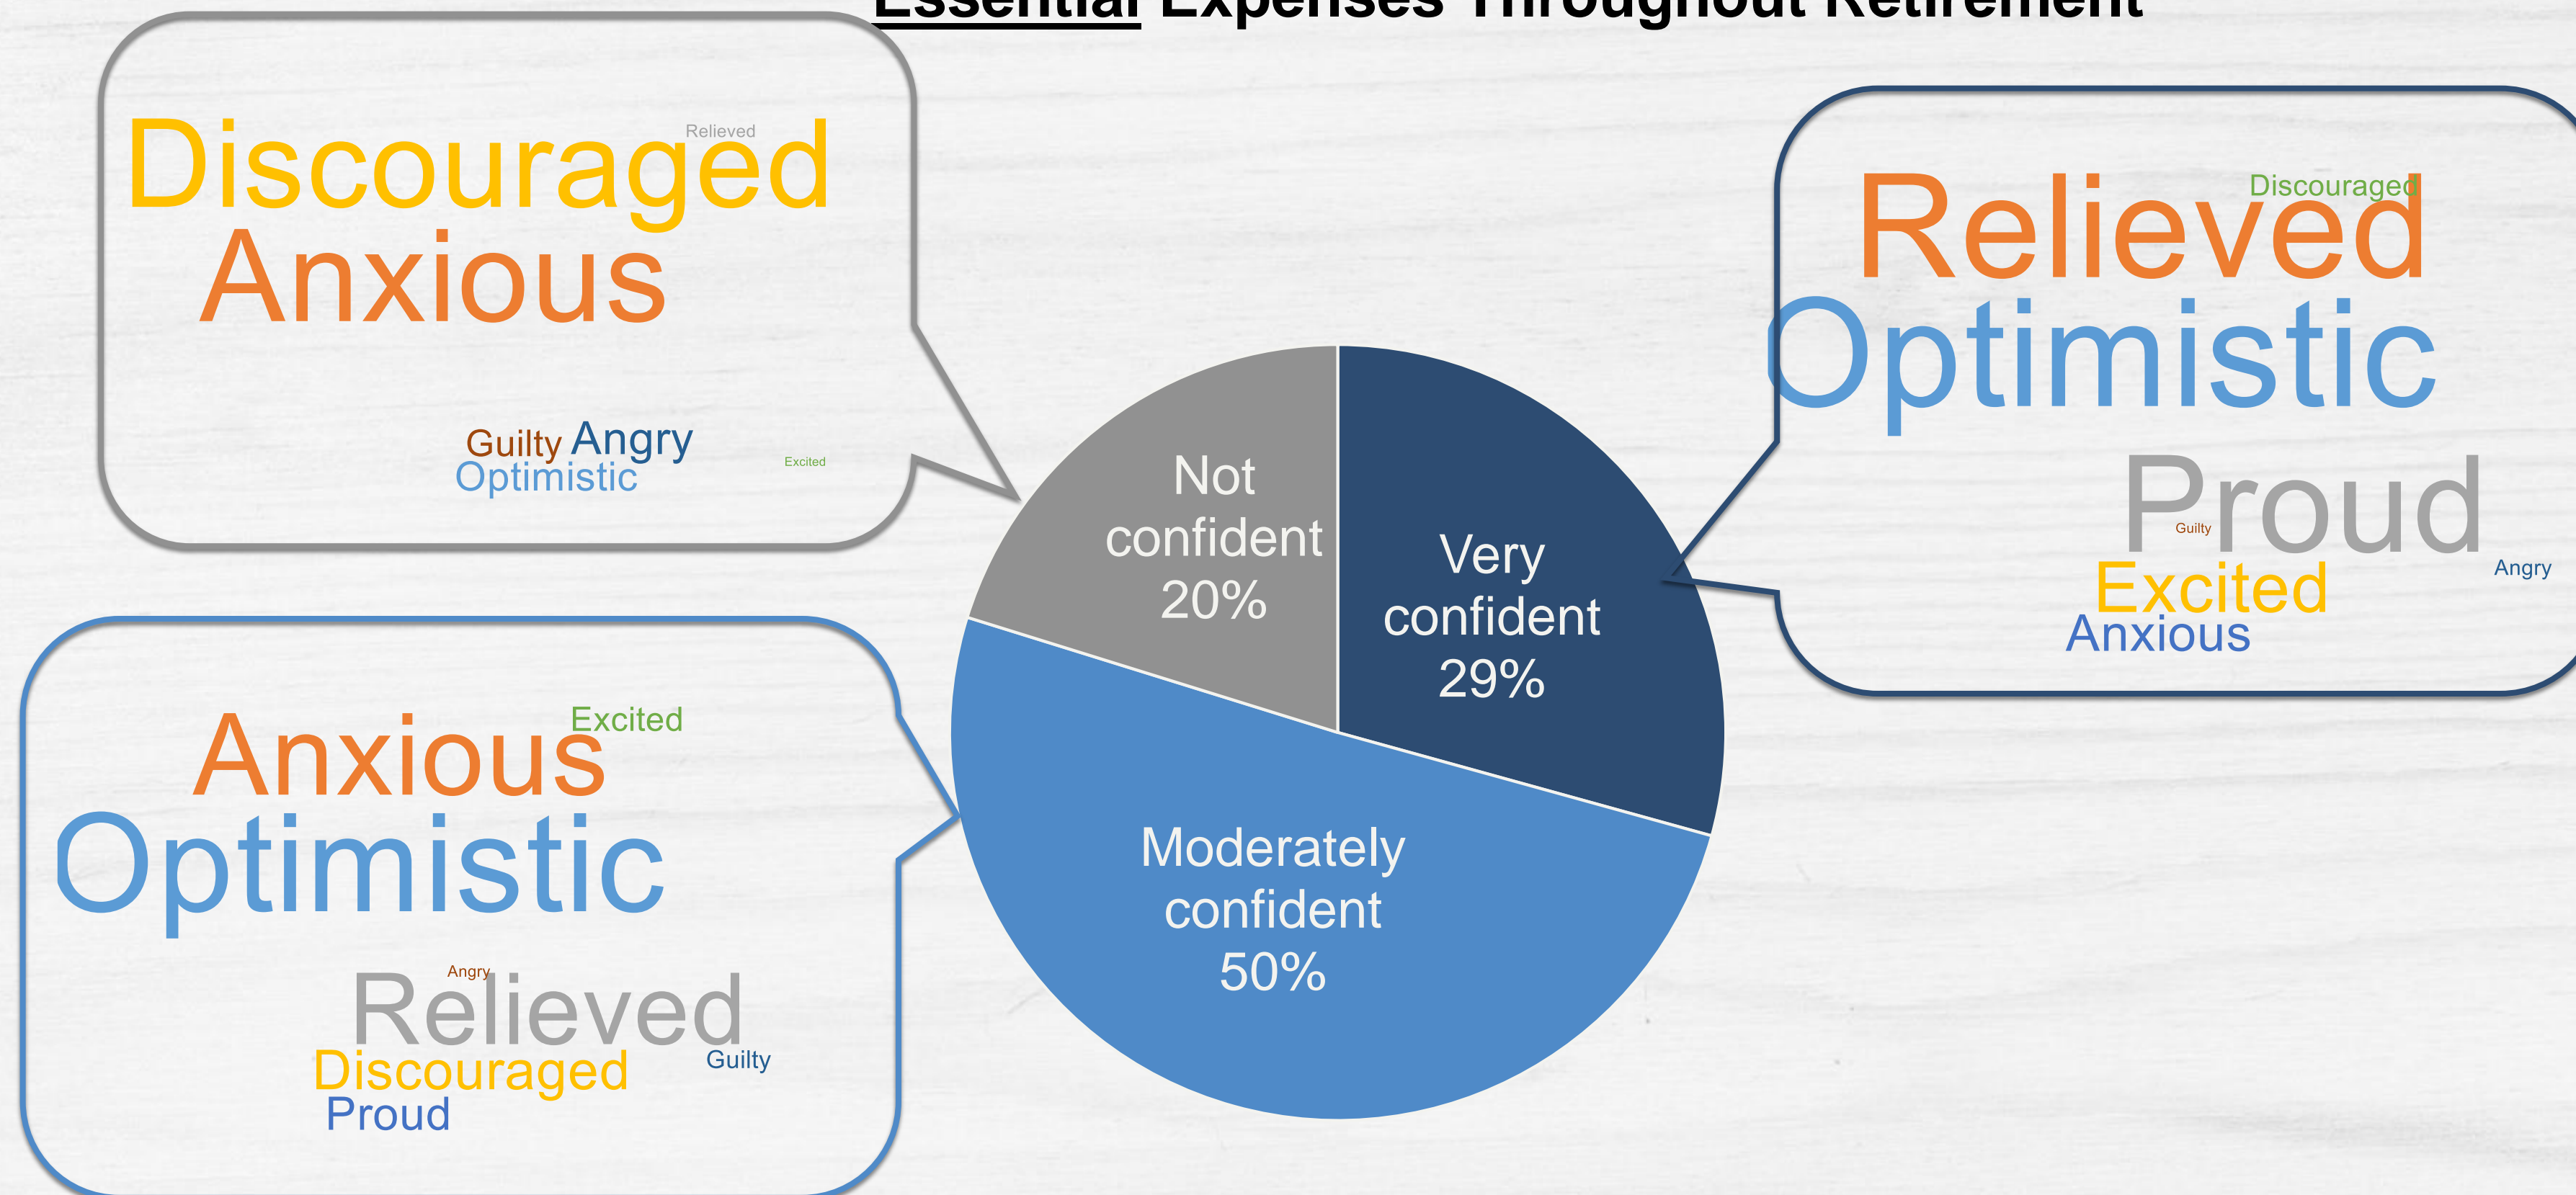 Essential Expenses Throughout Retirement
Relieved
Discouraged
Anxious
Guilty Angry
Optimistic
Excited
Discouraged
Relieved
Optimistic
Proud
Guilty
Excited
Angry
Anxious
Not
confident
20%
Very
confident
29%
Moderately
confident
50%
Excited
Anxious
Optimistic
Angry
Relieved
Discouraged
Guilty
Proud